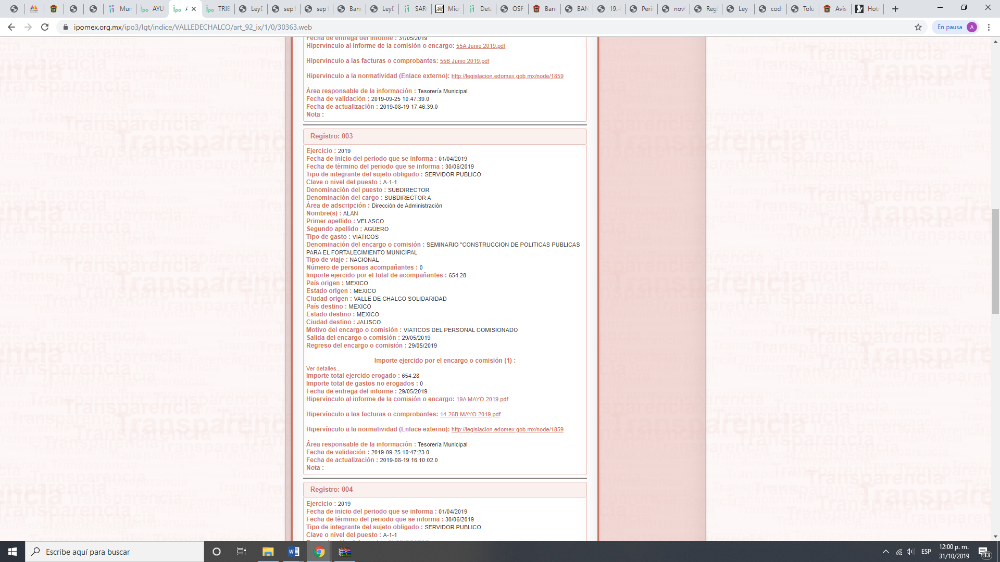 Mun
AYU
A
TRIB
LeyD
sep1
sep1
Banc
LeyD
SAR
Mic
Deta
OSF
Banc
BAN
19.-
Peri
nov
Reg
Ley
cod
Tolu
Avis
Hot
ipomex.org.mx/ipo3/lgt/indice/VALLEDECHALCO/art_92_ix/1/0/30363.web
En pausa
A
Fecha de entrega del informe : 31/05/2019
Hipervínculo al informe de la comisión o encargo: 55A Junio 2019.pdf
Hipervínculo a las facturas o comprobantes: 55B Junio 2019.pdf
Hipervínculo a la normatividad (Enlace externo): http://legislacion.edomex.gob.mx/node/1859
Área responsable de la información : Tesorería Municipal
Fecha de validación : 2019-09-25 10:47:39.0
Fecha de actualización : 2019-08-19 17:46:39.0
Nota :
Registro: 003
Ejercicio : 2019
Fecha de inicio del periodo que se informa : 01/04/2019
Fecha de término del periodo que se informa : 30/06/2019
Tipo de integrante del sujeto obligado : SERVIDOR PUBLICO
Clave o nivel del puesto : A-1-1
Denominación del puesto : SUBDIRECTOR
Denominación del cargo : SUBDIRECTOR A
Área de adscripción : Dirección de Administración
Nombre(s) : ALAN
Primer apellido : VELASCO
Segundo apellido : AGÜERO
Tipo de gasto : VIATICOS
Denominación del encargo o comisión : SEMINARIO "CONSTRUCCION DE POLITICAS PUBLICAS
PARA EL FORTALECIMIENTO MUNICIPAL
Tipo de viaje : NACIONAL
Número de personas acompañantes : 0
Importe ejercido por el total de acompañantes : 654.28
País origen : MEXICO
Estado origen : MEXICO
Ciudad origen : VALLE DE CHALCO SOLIDARIDAD
País destino : MEXICO
Estado destino : MEXICO
Ciudad destino : JALISCO
Motivo del encargo o comisión : VIATICOS DEL PERSONAL COMISIONADO
Salida del encargo o comisión : 29/05/2019
Regreso del encargo o comisión : 29/05/2019
Importe ejercido por el encargo o comisión (1) :
Ver detalles...
Importe total ejercido erogado : 654.28
Importe total de gastos no erogados : 0
Fecha de entrega del informe : 29/05/2019
Hipervínculo al informe de la comisión o encargo: 19A MAYO 2019.pdf
Hipervínculo a las facturas o comprobantes: 14-26B MAYO 2019.pdf
Hipervínculo a la normatividad (Enlace externo): http://legislacion.edomex.gob.mx/node/1859
Área responsable de la información : Tesorería Municipal
Fecha de validación : 2019-09-25 10:47:23.0
Fecha de actualización : 2019-08-19 16:10:02.0
Nota :
Registro: 004
Ejercicio : 2019
Fecha de inicio del periodo que se informa : 01/04/2019
Fecha de término del periodo que se informa : 30/06/2019
Tipo de integrante del sujeto obligado : SERVIDOR PUBLICO
Clave o nivel del puesto : A-1-1
Escribe aquí para buscar
ESP
12:00 p. m.
31/10/2019
33